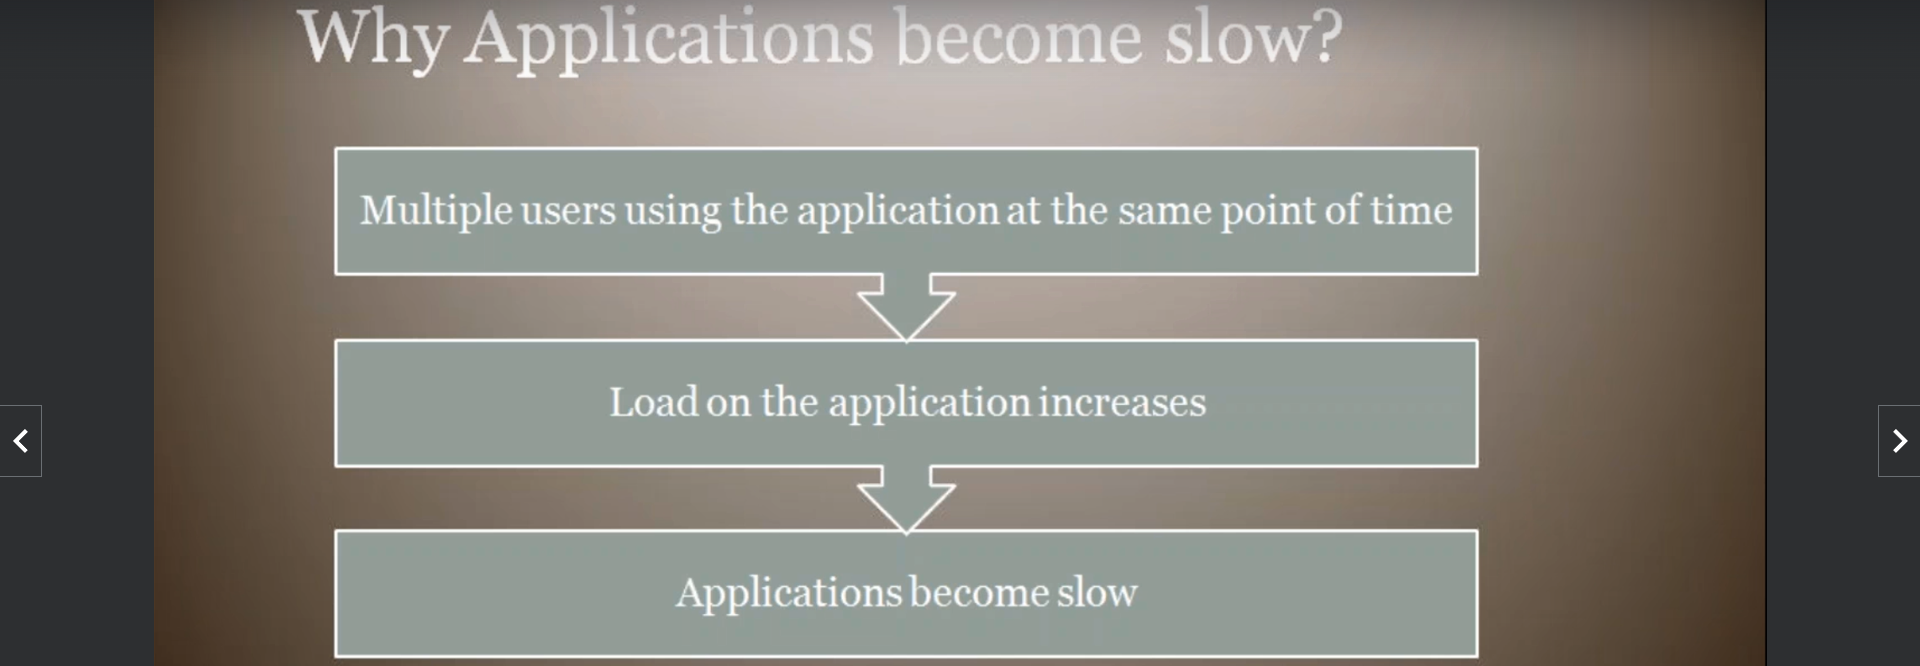 Why Applications become slow?
Multiple users using the application at the same point of time
Load on the application increases
Applications become slow